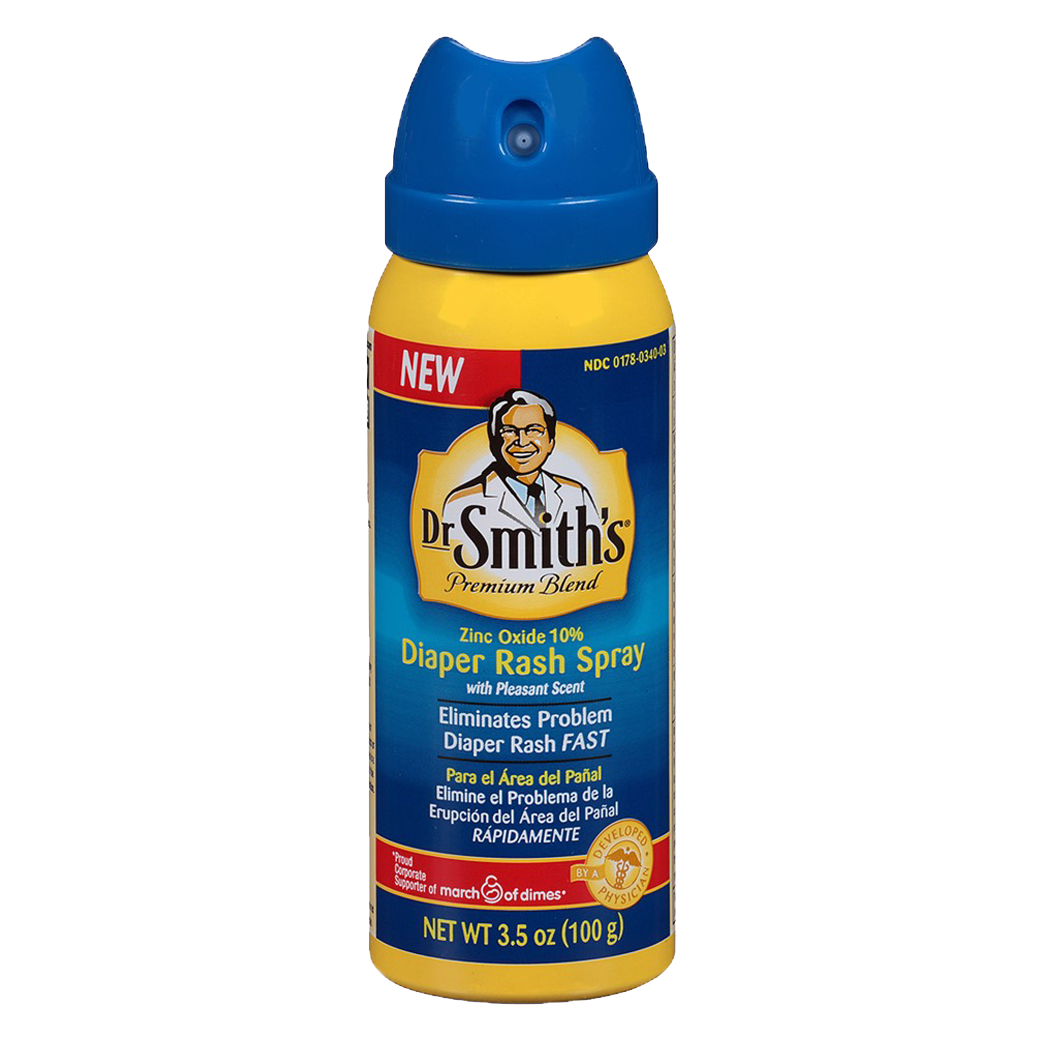 NEW
NDC 0178-0340-03
Dr Smith's®
Premium Blend
Zinc Oxide 10%
Diaper Rash Spray
with Pleasant Scent
Eliminates Problem
Diaper Rash FAST
Para el Área del Pañal
Elimine el Problema de la
Erupción del Área del Pañal
RÁPIDAMENTE
*Proud
Corporate
Supporter of march of dimes*
DEVELOPED
BY A
PHYSICIAN
NET WT 3.5 oz (100 g)